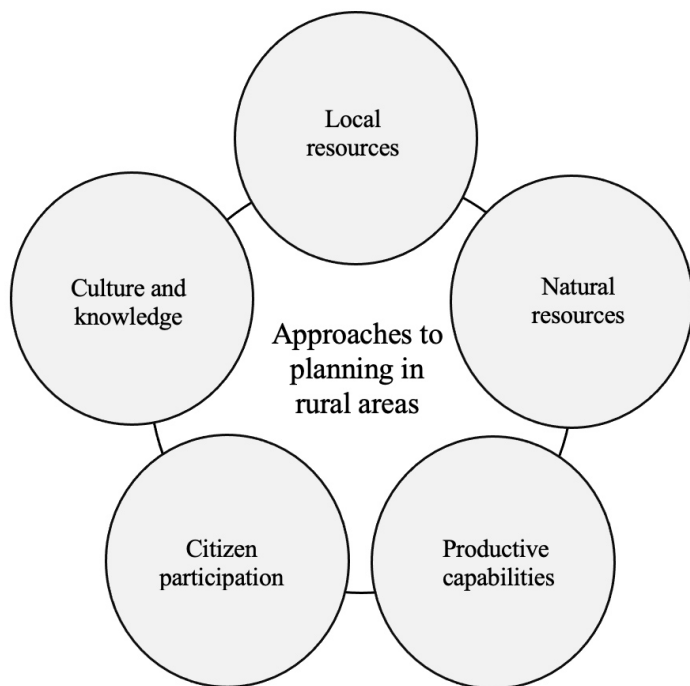 Local
resources
Natural
resources
Productive
capabilities
Citizen
participation
Culture and
knowledge
Approaches to
planning in
rural areas